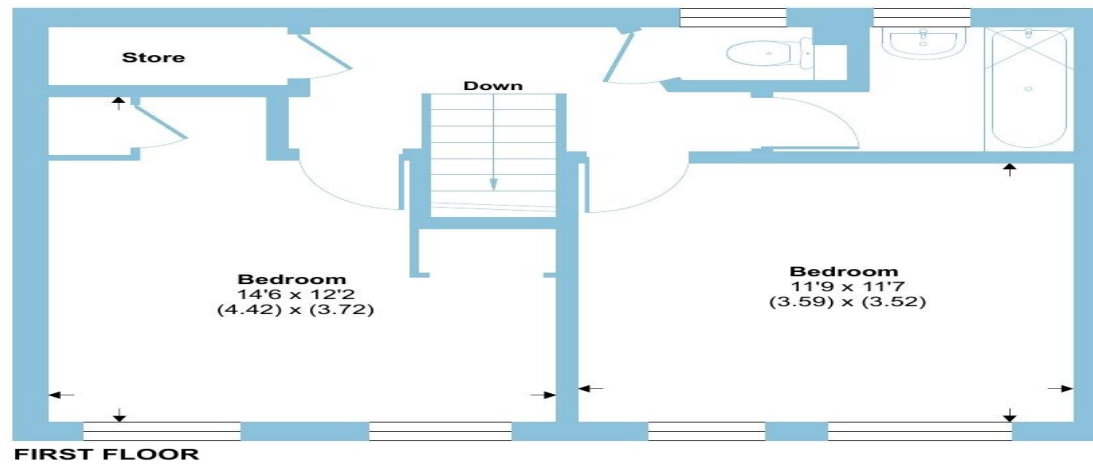 Store
Down
Bedroom
14'6 x 12'2
(4.42) x (3.72)
Bedroom
11'9 x 11'7
(3.59) x (3.52)
FIRST FLOOR